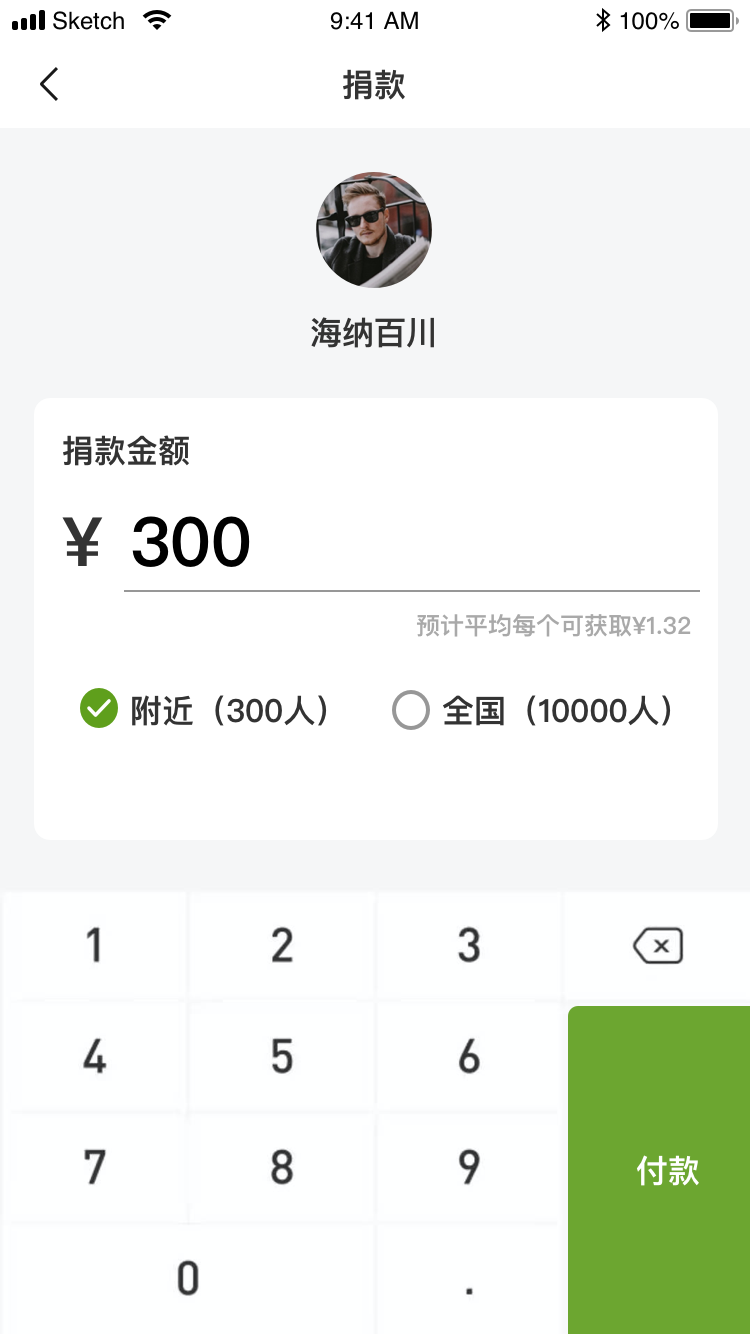 Sketch 9:41 AM 100%
捐款
海纳百川
捐款金额
¥ 300
预计平均每个可获取¥1.32
附近（300人） 全国（10000人）
1 2 3
4 5 6
7 8 9
付款
0 .